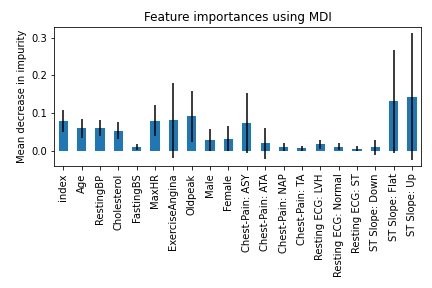 Feature importances using MDI
Mean decrease in impurity
0.3
0.2
0.1
0.0
index
Age
RestingBP
Cholesterol
FastingBS
MaxHR
ExerciseAngina
Oldpeak
Male
Female
Chest-Pain: ASY
Chest-Pain: ATA
Chest-Pain: NAP
Chest-Pain: TA
Resting ECG: LVH
Resting ECG: Normal
Resting ECG: ST
ST Slope: Down
ST Slope: Flat
ST Slope: Up